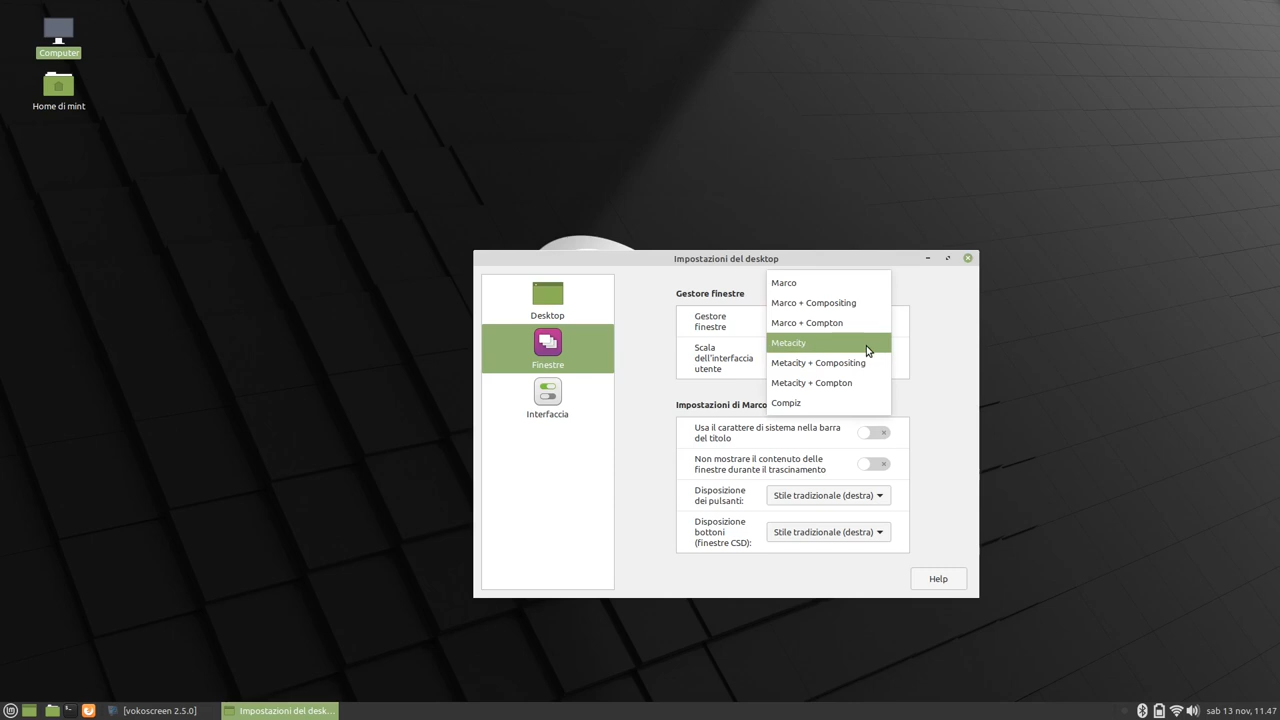 Computer
Home di mint
Impostazioni del desktop
Desktop
Finestre
Interfaccia
Gestore finestre
Gestore
finestre
Scala
dell'interfaccia
utente
Marco
Marco + Compositing
Marco + Compton
Metacity
Metacity + Compositing
Metacity + Compton
Compiz
Impostazioni di Marco
Usa il carattere di sistema nella barra
del titolo
Non mostrare il contenuto delle
finestre durante il trascinamento
Disposizione
dei pulsanti:
Stile tradizionale (destra)
Disposizione
bottoni
(finestre CSD):
Stile tradizionale (destra)
Help
[vokoscreen 2.5.0]
Impostazioni del desk...
sab 13 nov, 11.47